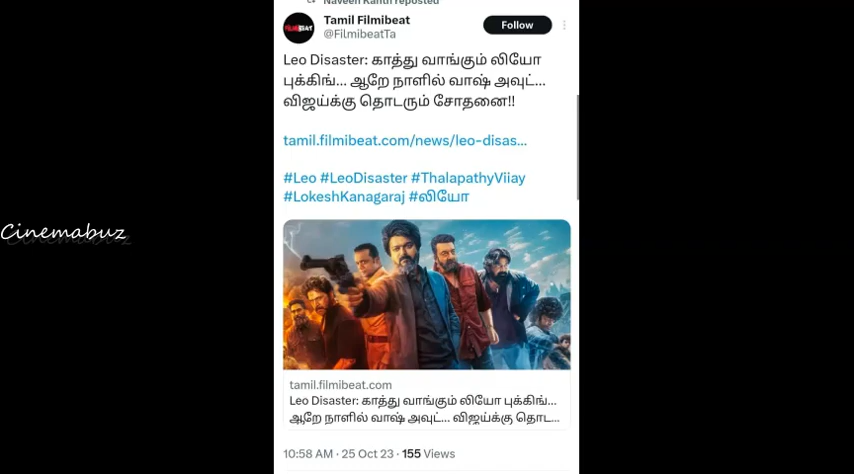 Naveen Kanth reposted
Tamil Filmibeat
@FilmibeatTa
Follow
Leo Disaster: காத்து வாங்கும் லியோ
புக்கிங்... ஆறே நாளில் வாஷ் அவுட்...
விஜய்க்கு தொடரும் சோதனை!!
tamil.filmibeat.com/news/leo-disas...
#Leo #LeoDisaster #ThalapathyVijay
#LokeshKanagaraj #லியோ
Cinemabuz
tamil.filmibeat.com
Leo Disaster: காத்து வாங்கும் லியோ புக்கிங்...
ஆறே நாளில் வாஷ் அவுட்... விஜய்க்கு தொட...
10:58 AM · 25 Oct 23 · 155 Views